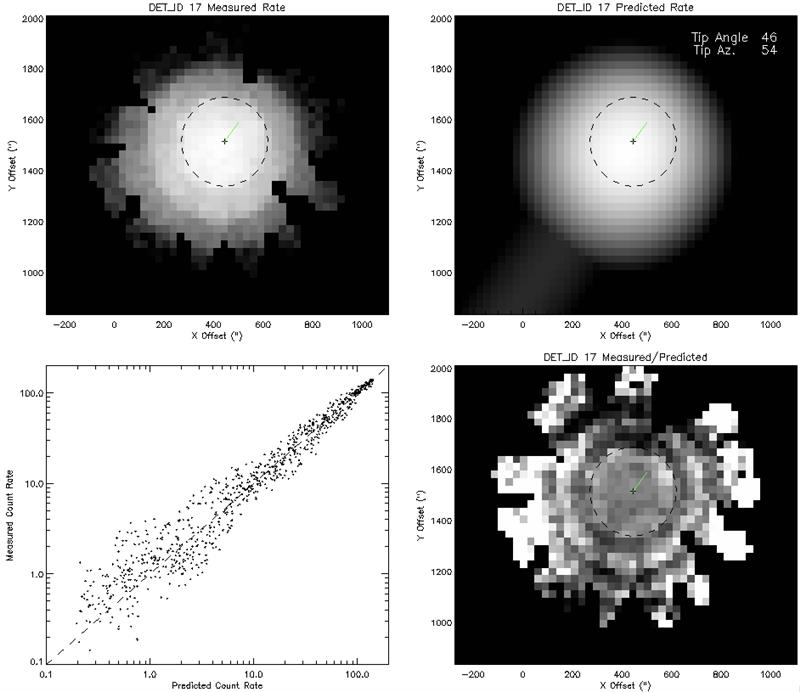 DET_ID 17 Measured Rate
2000
1800
1600
1400
1200
1000
Y Offset (")
-200 0 200 400 600 800 1000
X Offset (")
DET_ID 17 Predicted Rate
Tip Angle 46
Tip Az. 54
2000
1800
1600
1400
1200
1000
Y Offset (")
-200 0 200 400 600 800 1000
X Offset (")
100.0
10.0
1.0
0.1
Measured Count Rate
0.1 1.0 10.0 100.0
Predicted Count Rate
DET_ID 17 Measured/Predicted
2000
1800
1600
1400
1200
1000
Y Offset (")
-200 0 200 400 600 800 1000
X Offset (")